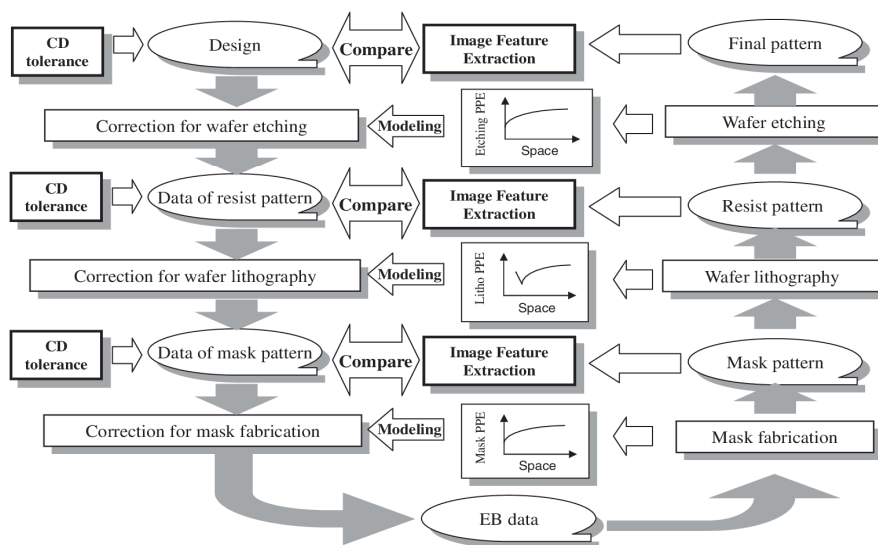 CD
tolerance
Design
Compare
Image Feature
Extraction
Final pattern
Correction for wafer etching
Modeling
Etching PPE
Space
Wafer etching
CD
tolerance
Data of resist pattern
Compare
Image Feature
Extraction
Resist pattern
Correction for wafer lithography
Modeling
Litho PPE
Space
Wafer lithography
CD
tolerance
Data of mask pattern
Compare
Image Feature
Extraction
Mask pattern
Correction for mask fabrication
Modeling
Mask PPE
Space
Mask fabrication
EB data